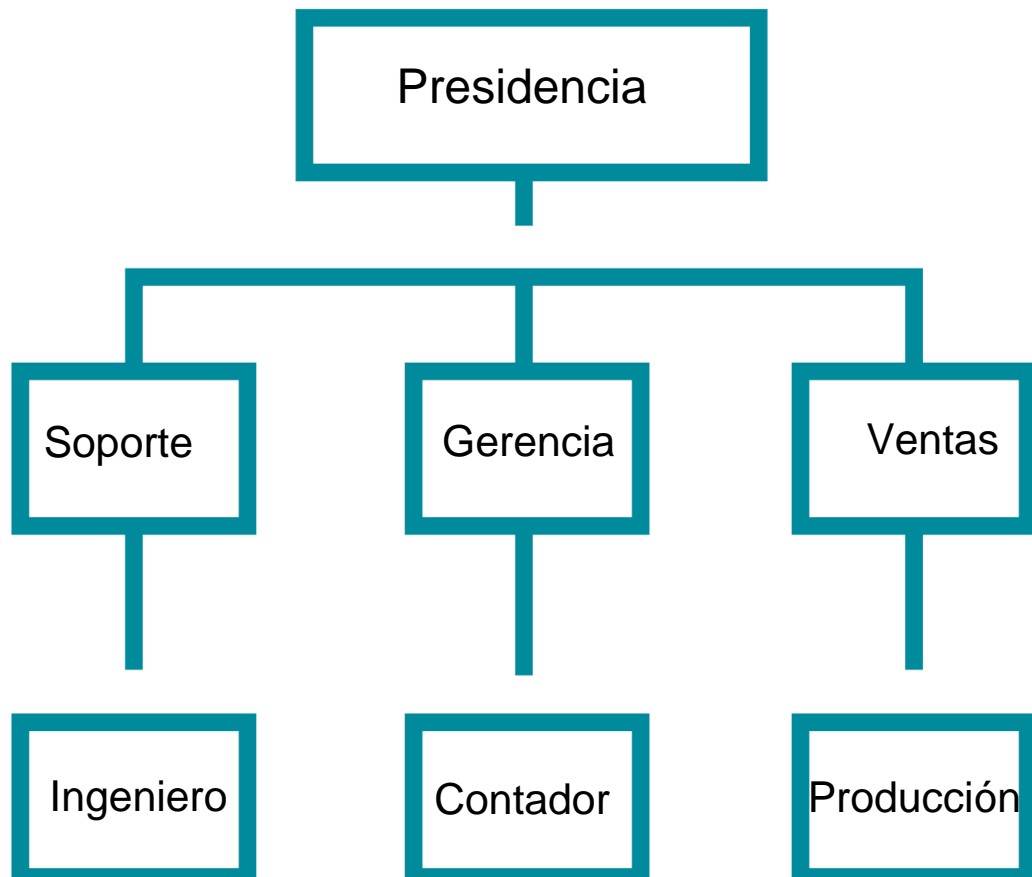 Presidencia
Soporte
Gerencia
Ventas
Ingeniero
Contador
Producción